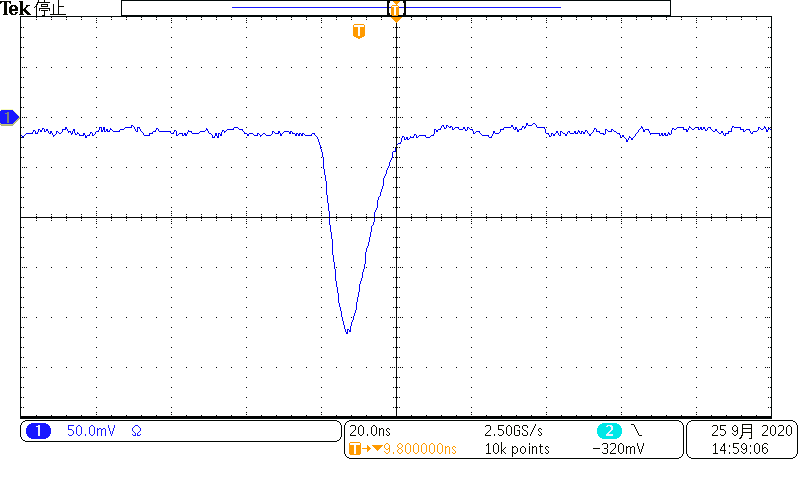 Tek 停止
T
T
1
1 50.0mV Ω
20.0ns 2.50GS/s 2
T→▼9.800000ns 10k points −320mV
25 9月 2020
14:59:06